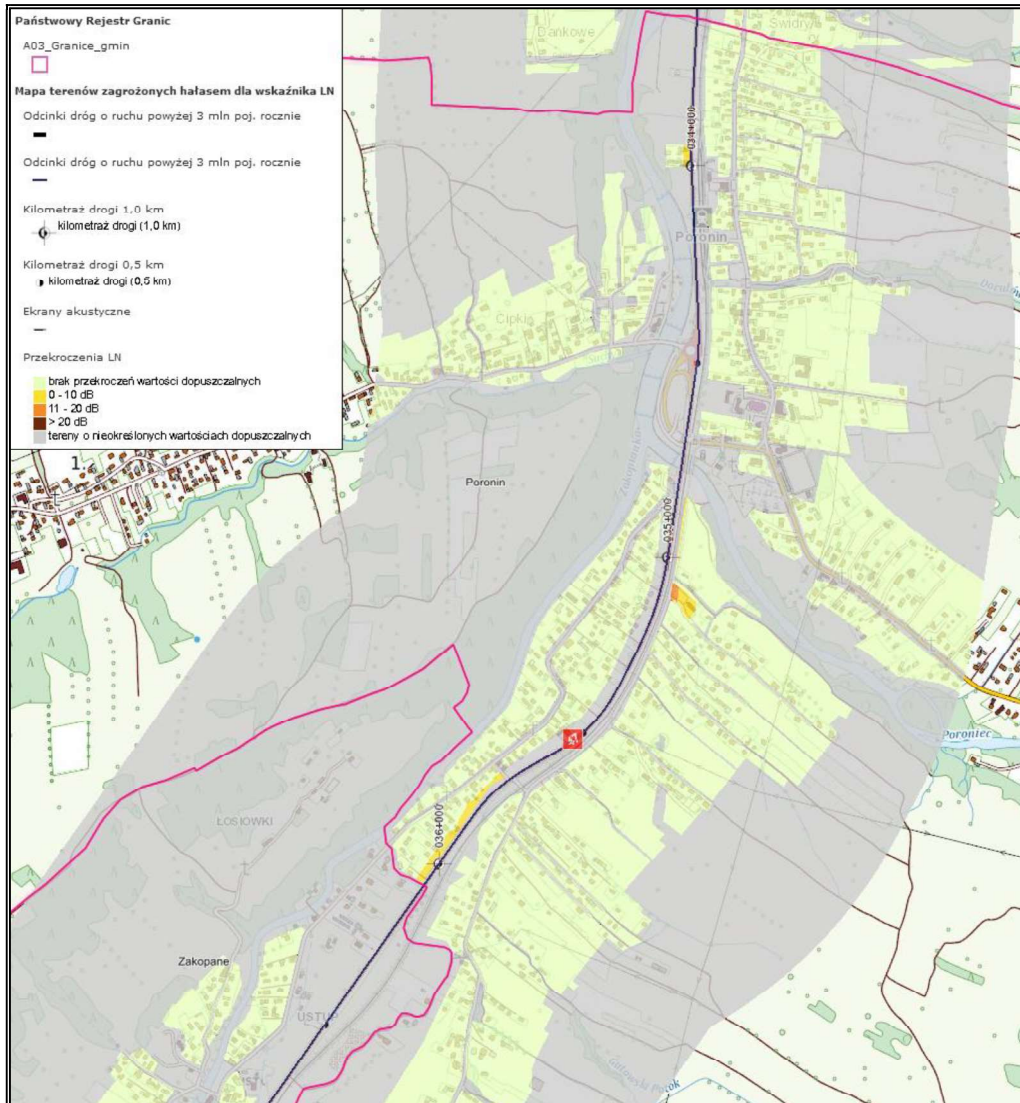 Państwowy Rejestr Granic
A03_Granice_gmin
Mapa terenów zagrożonych hałasem dla wskaźnika LN
Odcinki dróg o ruchu powyżej 3 mln poj. rocznie
Odcinki dróg o ruchu powyżej 3 mln poj. rocznie
Kilometraż drogi 1,0 km
kilometraż drogi (1,0 km)
Kilometraż drogi 0,5 km
kilometraż drogi (0,5 km)
Ekrany akustyczne
Przekroczenia LN
brak przekroczeń wartości dopuszczalnych
0 - 10 dB
11 - 20 dB
> 20 dB
tereny o nieokreślonych wartościach dopuszczalnych
Dankowe
034+000
Poronin
Cipki
1.
Zakopianka
Poronin
035+000
Poroniec
ŁOSIOWKI
036+000
Zakopane
USTUP